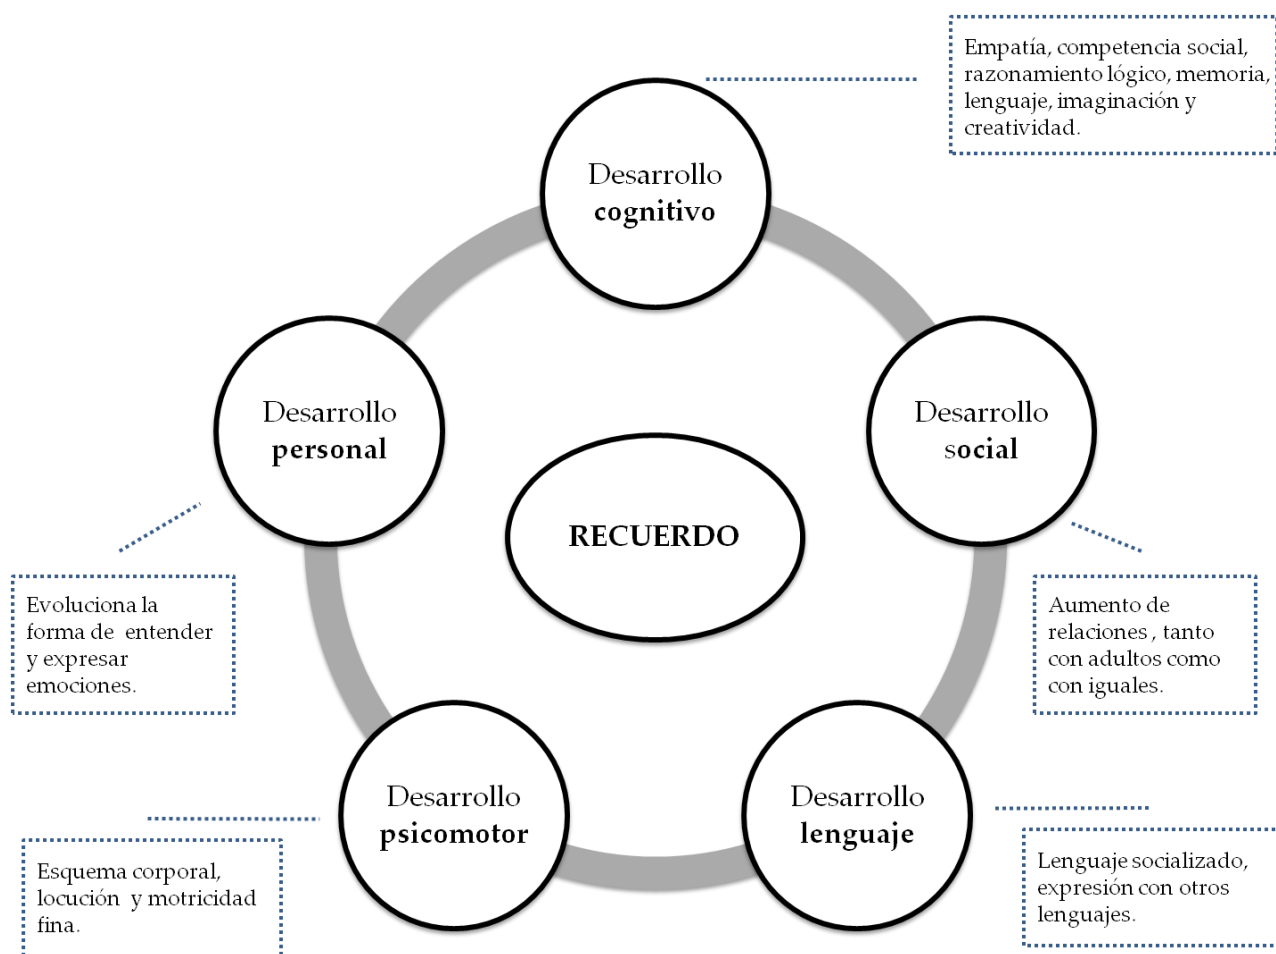 Empatía, competencia social,
razonamiento lógico, memoria,
lenguaje, imaginación y
creatividad.
Desarrollo
cognitivo
Desarrollo
personal
Desarrollo
social
RECUERDO
Evoluciona la
forma de entender
y expresar
emociones.
Aumento de
relaciones , tanto
con adultos como
con iguales.
Desarrollo
psicomotor
Desarrollo
lenguaje
Esquema corporal,
locución y motricidad
fina.
Lenguaje socializado,
expresión con otros
lenguajes.